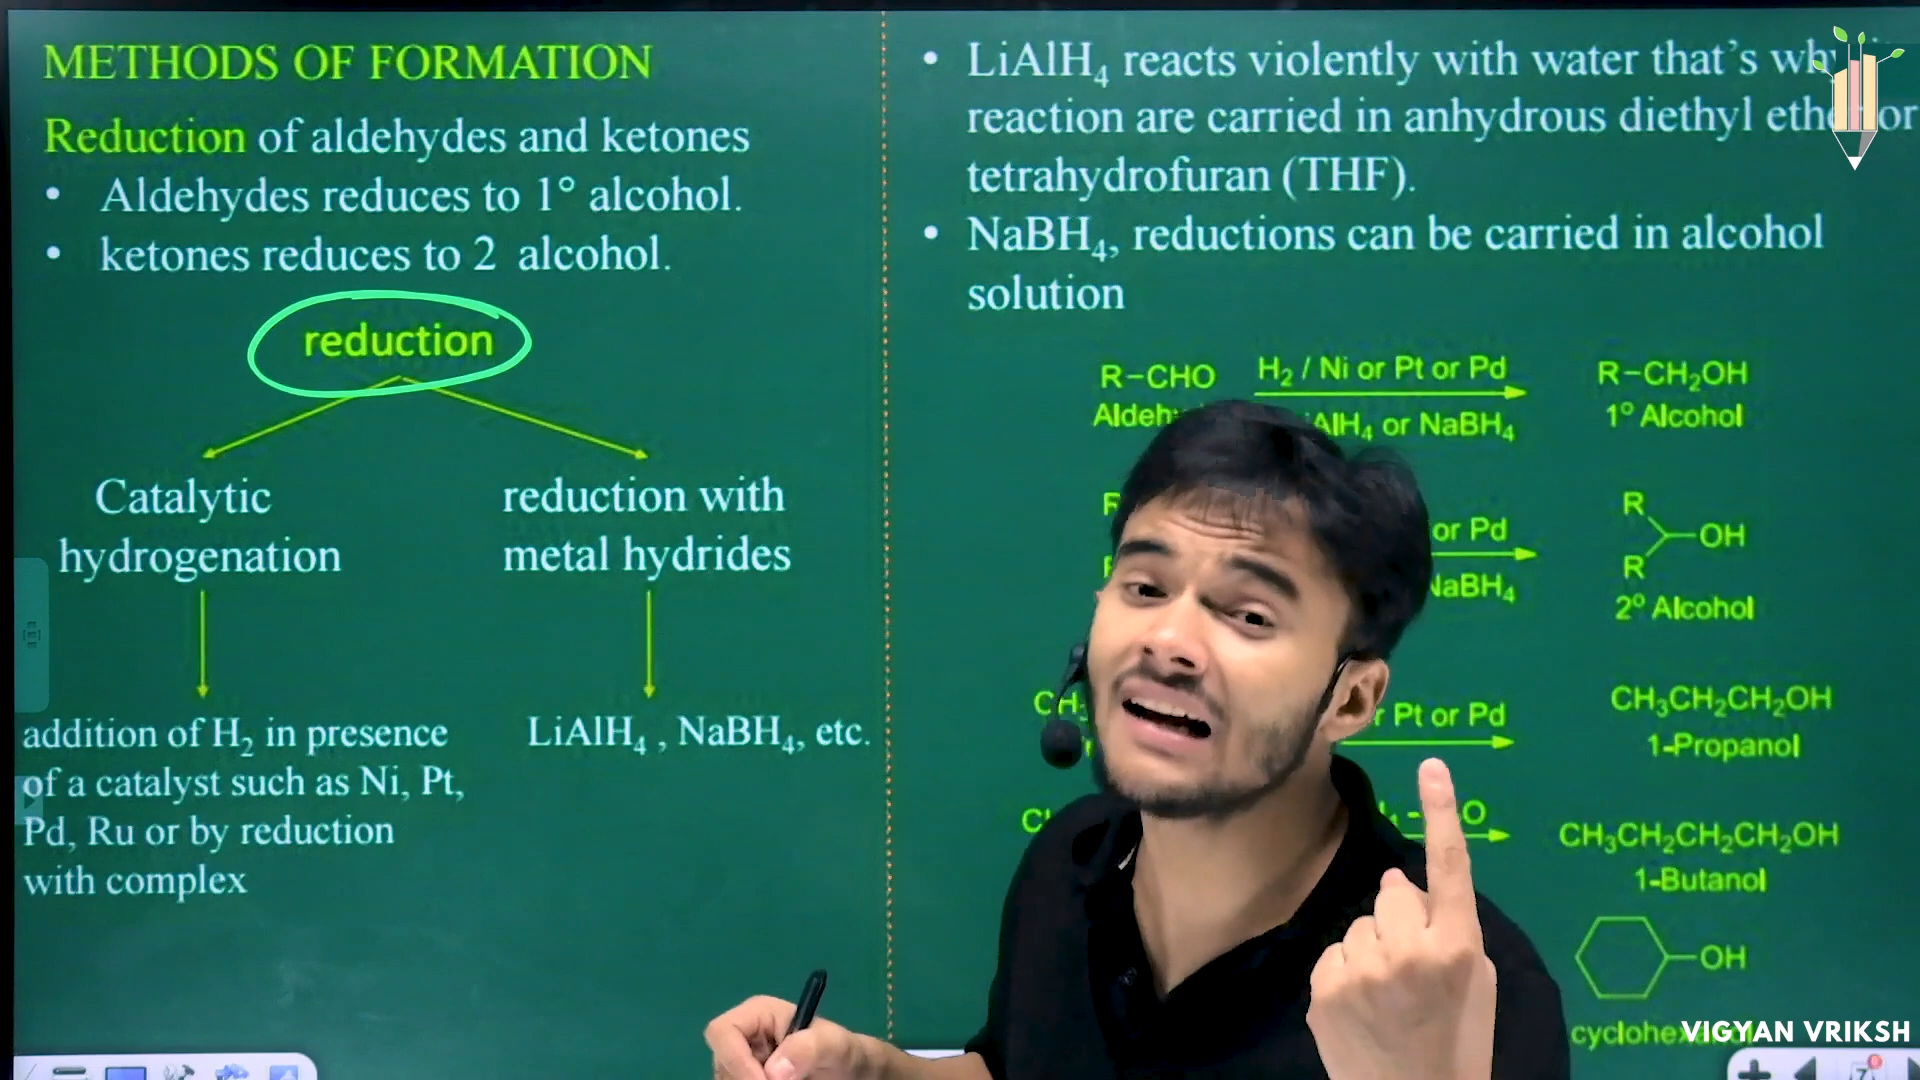 METHODS OF FORMATION
Reduction of aldehydes and ketones
• Aldehydes reduces to 1° alcohol.
• ketones reduces to 2 alcohol.
reduction
Catalytic
hydrogenation
reduction with
metal hydrides
addition of H₂ in presence
of a catalyst such as Ni, Pt,
Pd, Ru or by reduction
with complex
LiAlH₄ , NaBH₄, etc.
• LiAlH₄ reacts violently with water that's
reaction are carried in anhydrous diethyl or
tetrahydrofuran (THF).
• NaBH₄, reductions can be carried in alcohol
solution
R–CHO H₂ / Ni or Pt or Pd R–CH₂OH
or NaBH₄ 1° Alcohol
R
or Pd OH
R
NaBH₄ 2° Alcohol
Pt or Pd CH₃CH₂CH₂OH
1-Propanol
CH₃CH₂CH₂CH₂OH
1-Butanol
OH
VIGYAN VRIKSH